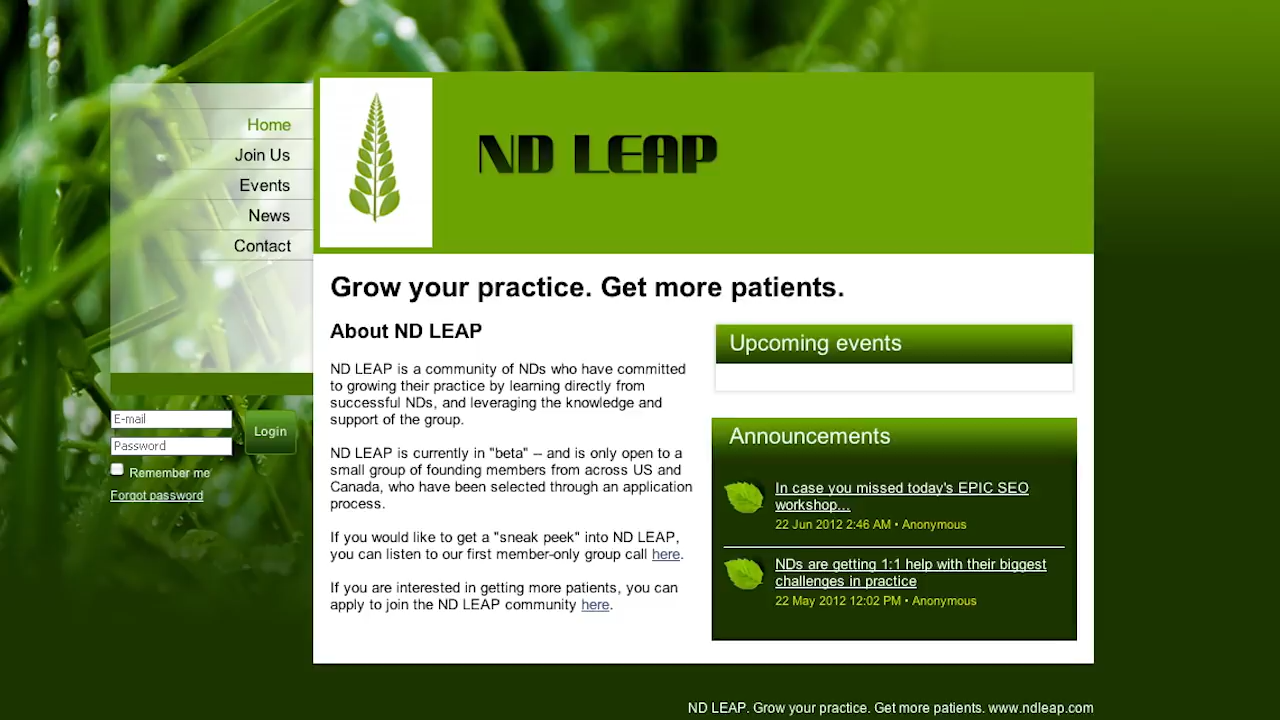 Home
Join Us
Events
News
Contact
E-mail
Password
Login
Remember me
Forgot password
ND LEAP
Grow your practice. Get more patients.
About ND LEAP
ND LEAP is a community of NDs who have committed
to growing their practice by learning directly from
successful NDs, and leveraging the knowledge and
support of the group.
ND LEAP is currently in "beta" -- and is only open to a
small group of founding members from across US and
Canada, who have been selected through an application
process.
If you would like to get a "sneak peek" into ND LEAP,
you can listen to our first member-only group call here.
If you are interested in getting more patients, you can
apply to join the ND LEAP community here.
Upcoming events
Announcements
In case you missed today's EPIC SEO
workshop...
22 Jun 2012 2:46 AM • Anonymous
NDs are getting 1:1 help with their biggest
challenges in practice
22 May 2012 12:02 PM • Anonymous
ND LEAP. Grow your practice. Get more patients. www.ndleap.com